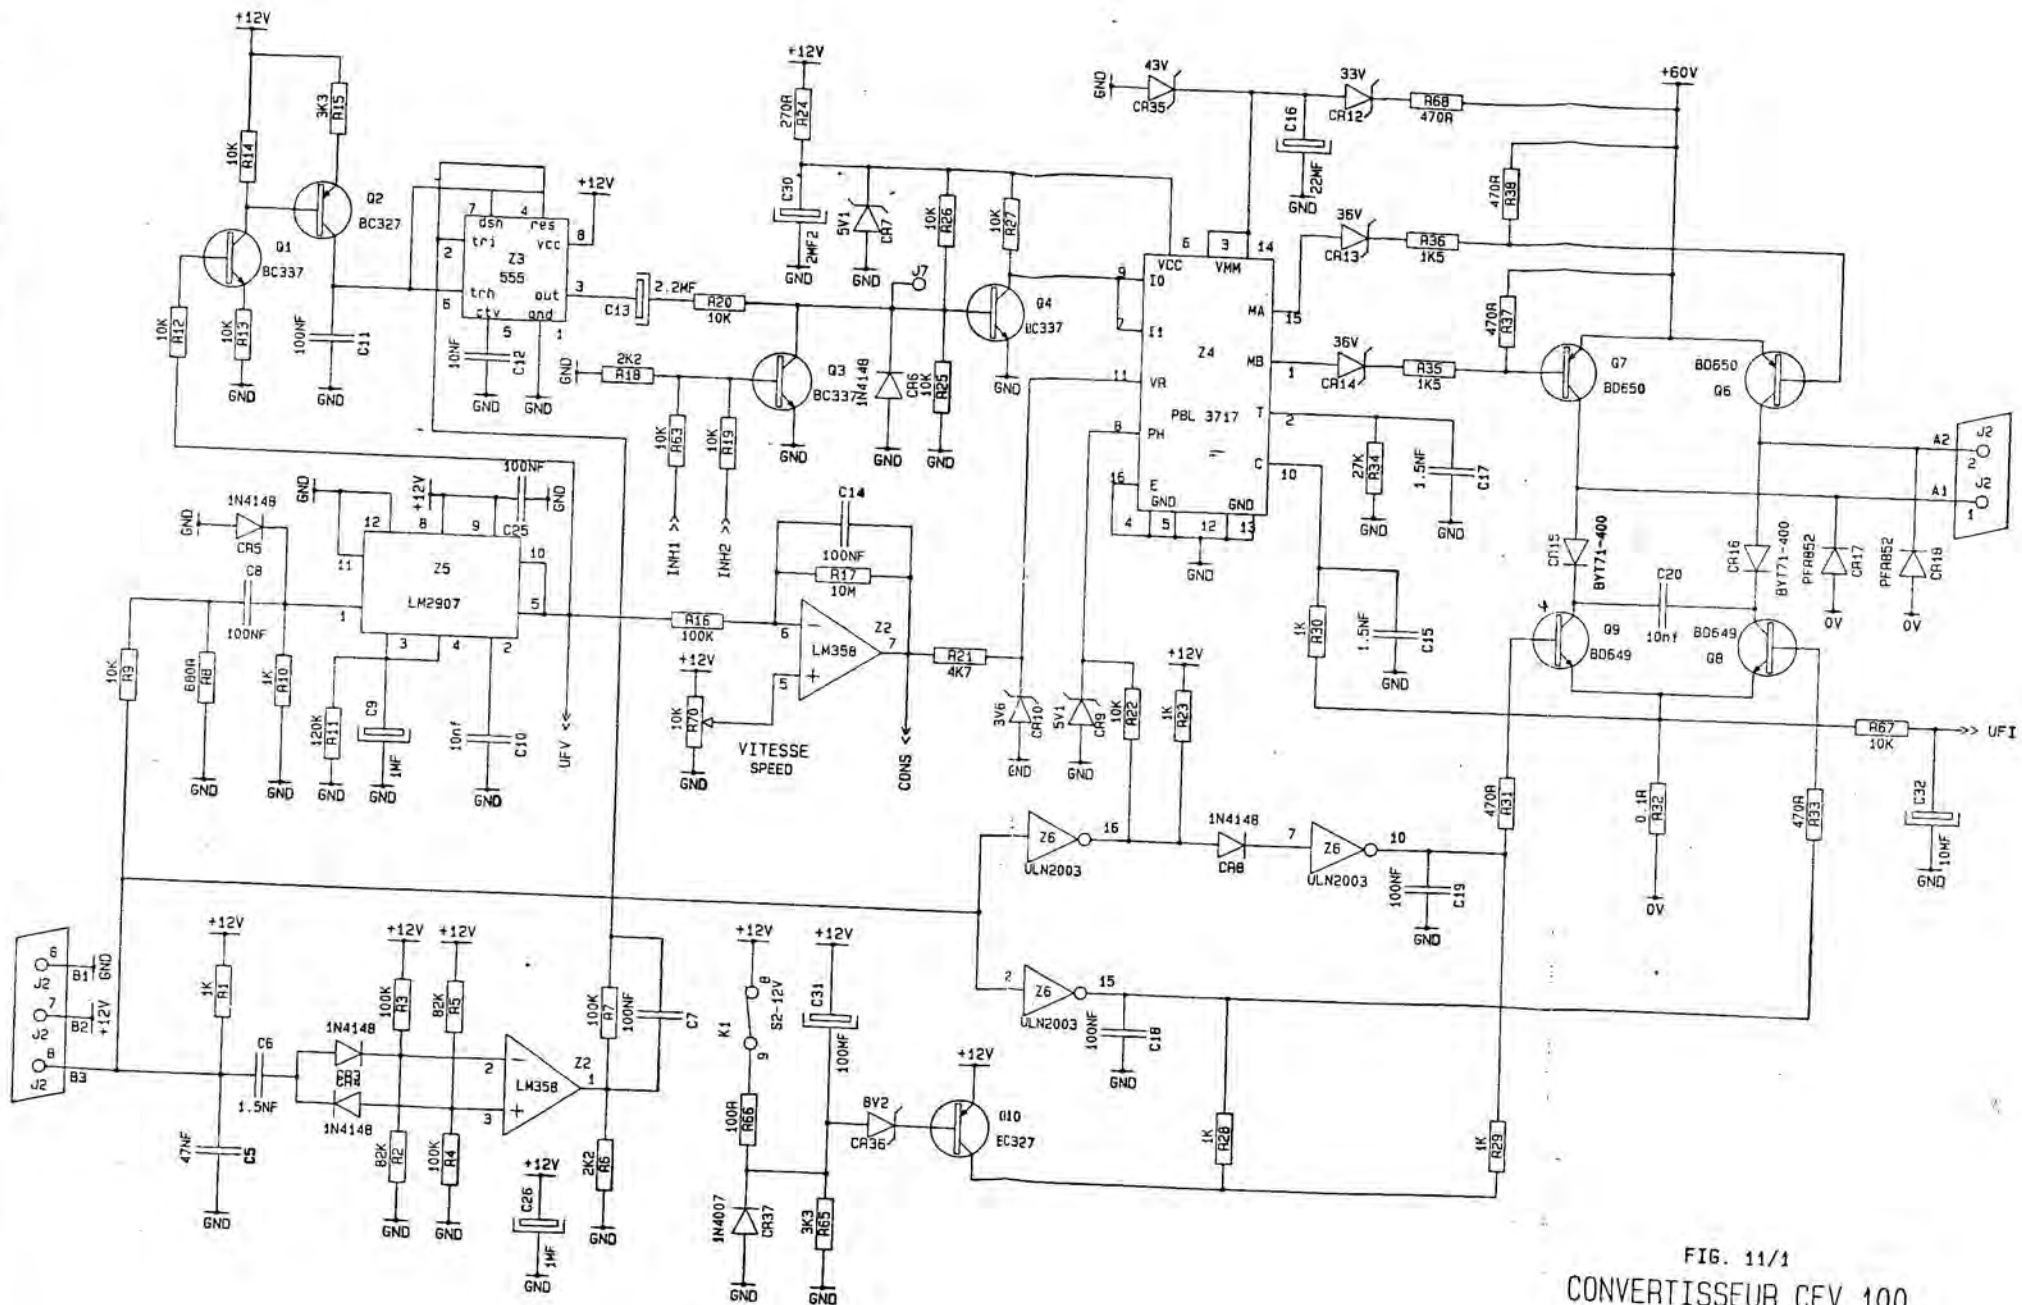 +12V
3K3
R15
10K
R14
Q2
BC327
Q1
BC337
10K
R12
10K
R13
GND
100NF
C11
GND
7
4
dsh
res
tri
vcc
8
+12V
2
Z3
555
trh
out
3
6
ctv
gnd
5
1
10NF
C12
GND
GND
C13
2.2MF
R20
10K
+12V
270R
R24
C30
2MF2
GND
5V1
CR7
GND
10K
R26
10K
R27
J7
Q4
BC337
GND
GND
2K2
R18
10K
R63
10K
R19
INH1 >
INH2 >
Q3
BC337
GND
1N4148
CR6
GND
10K
R25
GND
GND
43V
CR35
C16
22MF
GND
33V
CR12
R68
470R
+60V
470R
R38
36V
CR13
R36
1K5
470R
R37
36V
CR14
R35
1K5
6
3
14
VCC
VMM
9
I0
7
I1
MA
15
Z4
MB
1
11
VR
PBL 3717
T
2
8
PH
C
10
16
E
GND
GND
4
5
12
13
GND
27K
R34
GND
1.5NF
C17
GND
1K
R30
1.5NF
C15
GND
Q7
BD650
BD650
Q6
A2
J2
2
A1
J2
1
CR15
BYT71-400
CR16
BYT71-400
PFR852
CR17
0V
PFR852
CR18
0V
C20
10nf
Q9
BD649
BD649
Q8
R67
10K
>> UFI
C32
10MF
GND
470R
R31
0.1R
R32
0V
470R
R33
GND
1N4148
CR5
C8
100NF
GND
+12V
100NF
GND
C25
12
8
9
11
10
Z5
LM2907
1
5
3
4
2
10K
R9
680R
R8
GND
1K
R10
GND
120K
R11
GND
C9
1MF
GND
10nf
C10
GND
UFV <
R16
100K
C14
100NF
R17
10M
Z2
6
7
LM358
5
+12V
10K
R70
GND
VITESSE
SPEED
R21
4K7
CONS <
3V6
CR10
GND
5V1
CR9
GND
10K
R22
+12V
1K
R23
Z6
16
ULN2003
1N4148
CR8
7
Z6
10
ULN2003
100NF
C19
GND
2
Z6
15
ULN2003
100NF
C18
GND
6
J2
B1
GND
7
J2
B2
+12V
8
J2
B3
+12V
1K
R1
C6
1.5NF
47NF
C5
GND
1N4148
CR3
1N4148
+12V
100K
R3
+12V
82K
R5
82K
R2
GND
100K
R4
GND
2
3
Z2
LM358
1
100K
R7
100NF
C7
2K2
R6
GND
+12V
C26
1MF
GND
+12V
8
S2-12V
K1
9
100R
R66
1N4007
CR37
GND
+12V
C31
100MF
3K3
R65
GND
8V2
CR36
+12V
Q10
BC327
1K
R28
1K
R29
FIG. 11/1
CONVERTISSEUR CEV 100